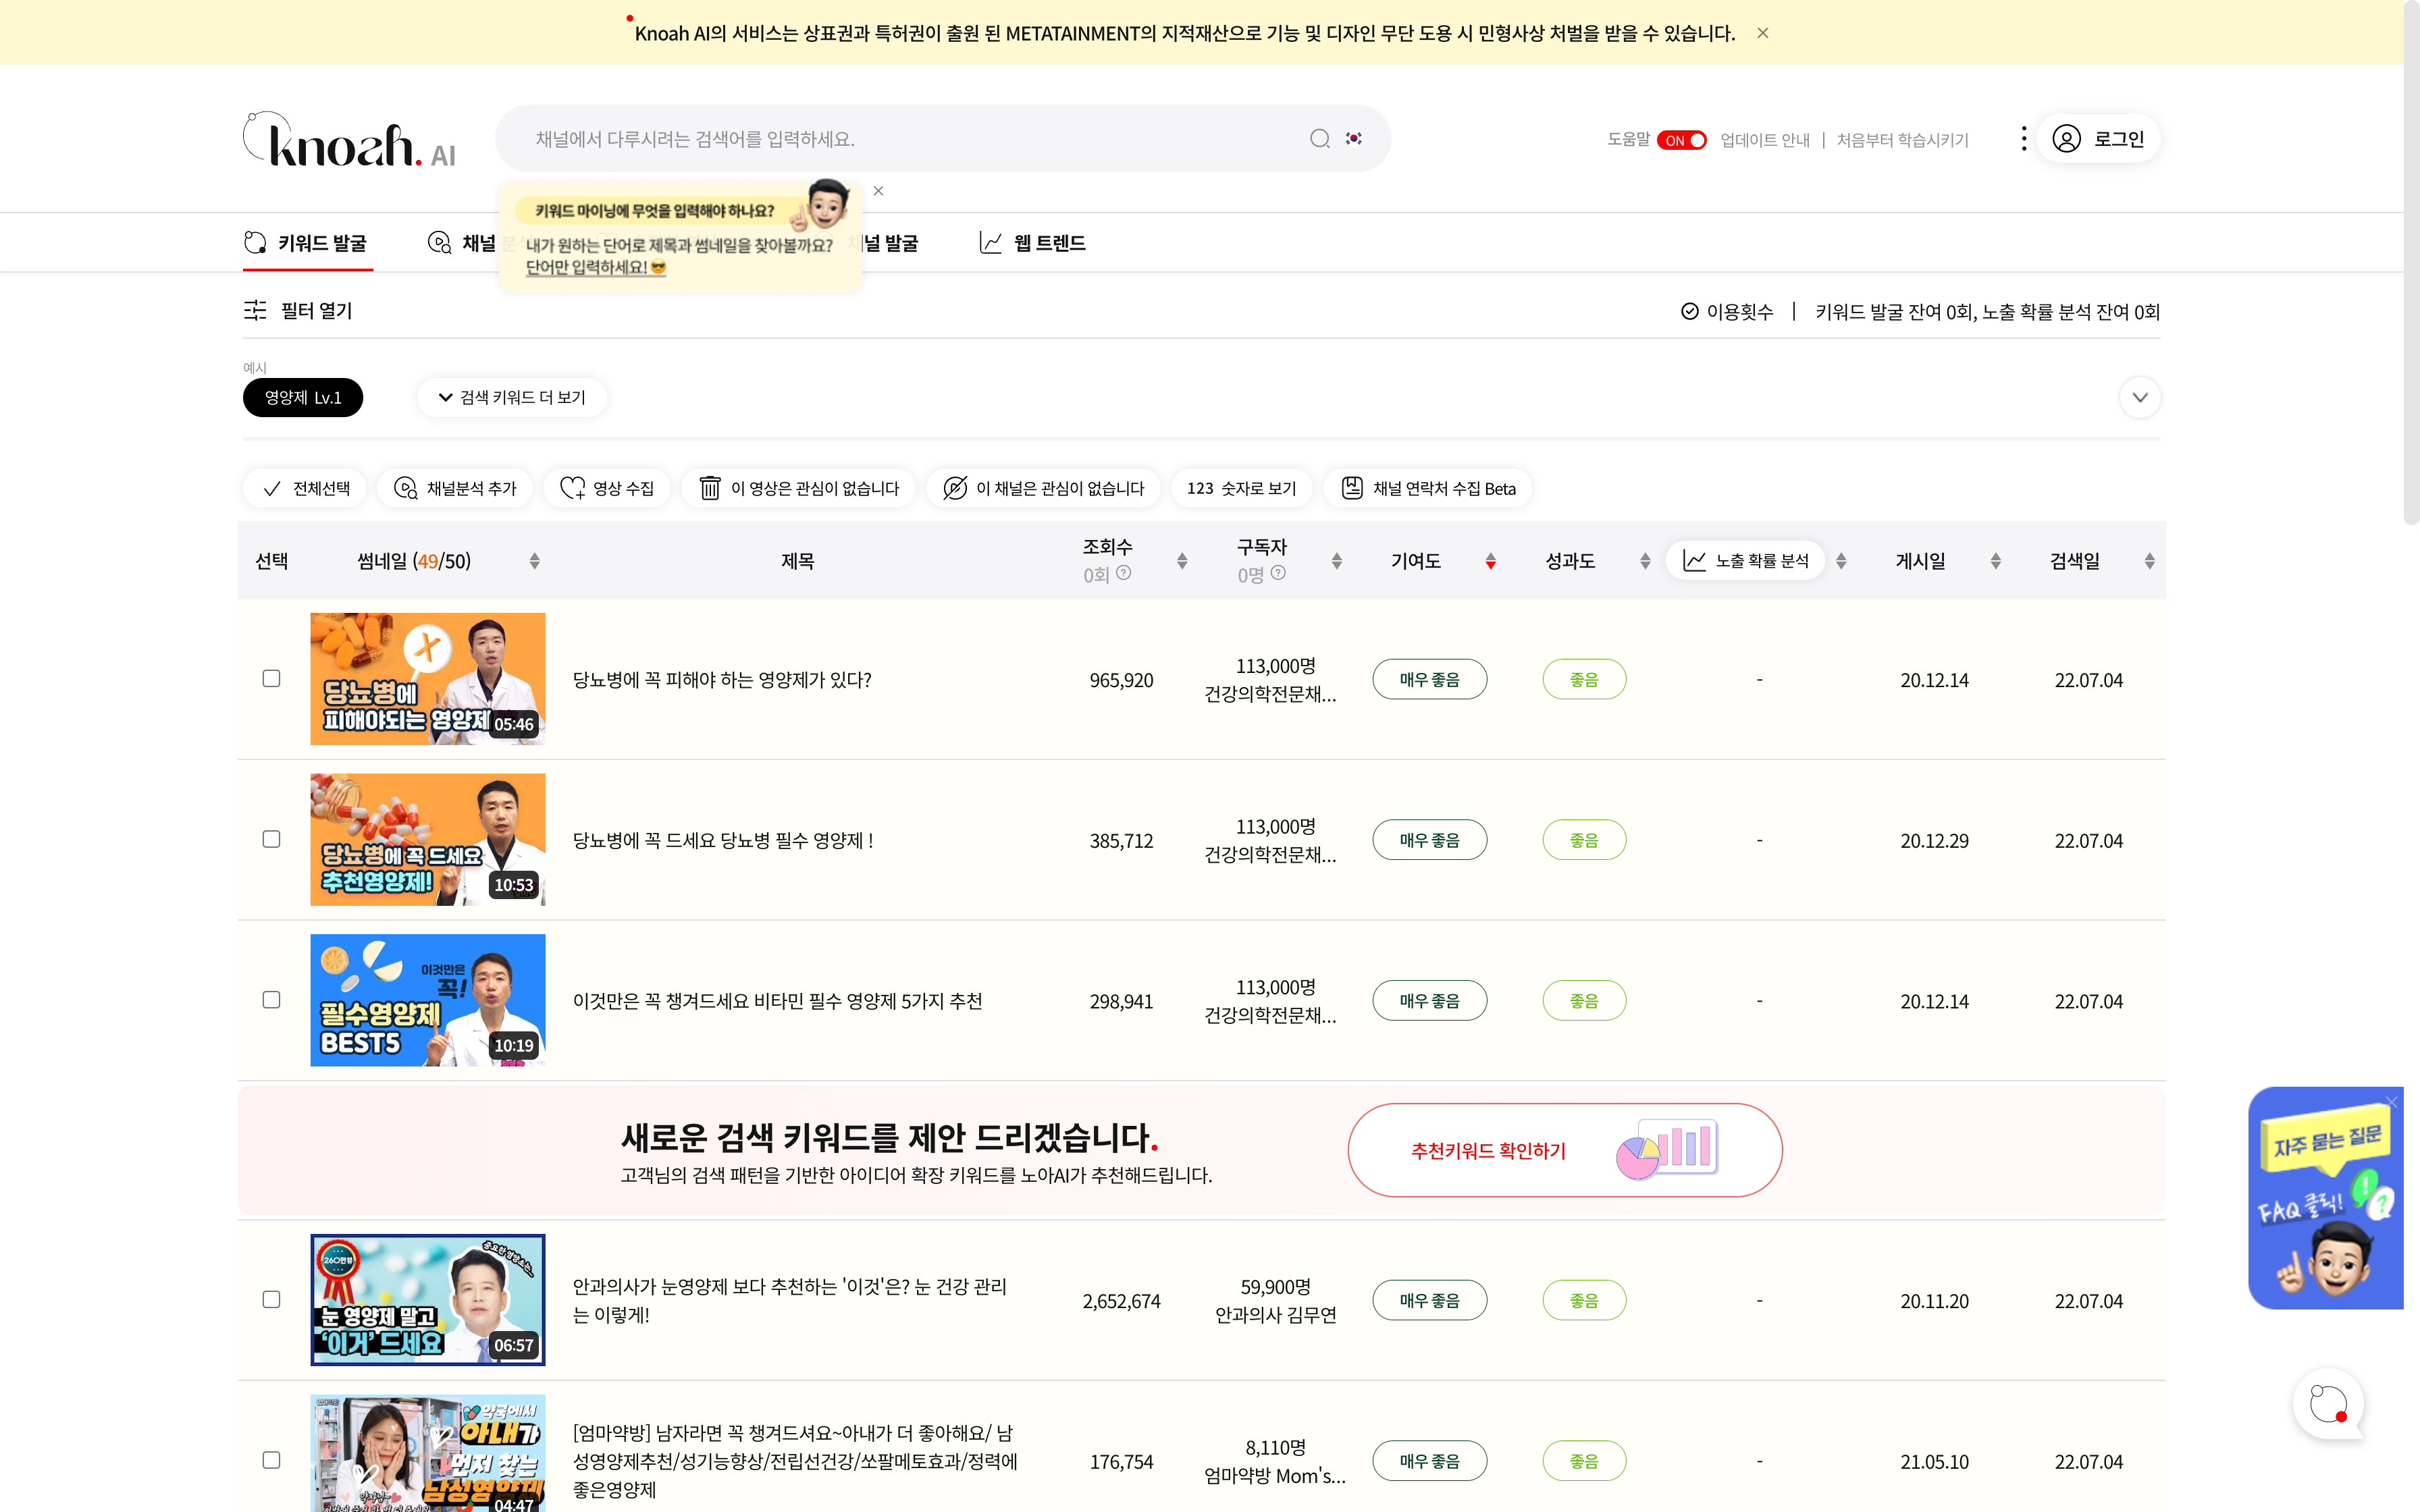 Knoah AI의 서비스는 상표권과 특허권이 출원 된 METATAINMENT의 지적재산으로 기능 및 디자인 무단 도용 시 민형사상 처벌을 받을 수 있습니다.
knoah. AI
채널에서 다루시려는 검색어를 입력하세요.
도움말 ON 업데이트 안내 | 처음부터 학습시키기
로그인
키워드 마이닝에 무엇을 입력해야 하나요?
내가 원하는 단어로 제목과 썸네일을 찾아볼까요?
단어만 입력하세요!
키워드 발굴 채널 분석 채널 발굴 웹 트렌드
필터 열기
이용횟수 | 키워드 발굴 잔여 0회, 노출 확률 분석 잔여 0회
예시
영양제 Lv.1
검색 키워드 더 보기
전체선택 채널분석 추가 영상 수집 이 영상은 관심이 없습니다 이 채널은 관심이 없습니다 123 숫자로 보기 채널 연락처 수집 Beta
선택 썸네일 (49/50) 제목 조회수 구독자 기여도 성과도 노출 확률 분석 게시일 검색일
0회 0명
당뇨병에
피해야되는 영양제
05:46
당뇨병에 꼭 피해야 하는 영양제가 있다? 965,920 113,000명 매우 좋음 좋음 - 20.12.14 22.07.04
건강의학전문채...
당뇨병에 꼭 드세요
추천영양제!
10:53
당뇨병에 꼭 드세요 당뇨병 필수 영양제 ! 385,712 113,000명 매우 좋음 좋음 - 20.12.29 22.07.04
건강의학전문채...
이것만은
꼭!
필수영양제
BEST5
10:19
이것만은 꼭 챙겨드세요 비타민 필수 영양제 5가지 추천 298,941 113,000명 매우 좋음 좋음 - 20.12.14 22.07.04
건강의학전문채...
새로운 검색 키워드를 제안 드리겠습니다.
고객님의 검색 패턴을 기반한 아이디어 확장 키워드를 노아AI가 추천해드립니다.
추천키워드 확인하기
자주 묻는 질문
FAQ 클릭!
260만뷰
눈 영양제 말고
'이거' 드세요
06:57
안과의사가 눈영양제 보다 추천하는 '이것'은? 눈 건강 관리
는 이렇게!
2,652,674 59,900명 매우 좋음 좋음 - 20.11.20 22.07.04
안과의사 김무연
약국에서
아내가
먼저 찾는
남성영양제
04:47
[엄마약방] 남자라면 꼭 챙겨드셔요~아내가 더 좋아해요/ 남
성영양제추천/성기능향상/전립선건강/쏘팔메토효과/정력에
좋은영양제
176,754 8,110명 매우 좋음 좋음 - 21.05.10 22.07.04
엄마약방 Mom's...